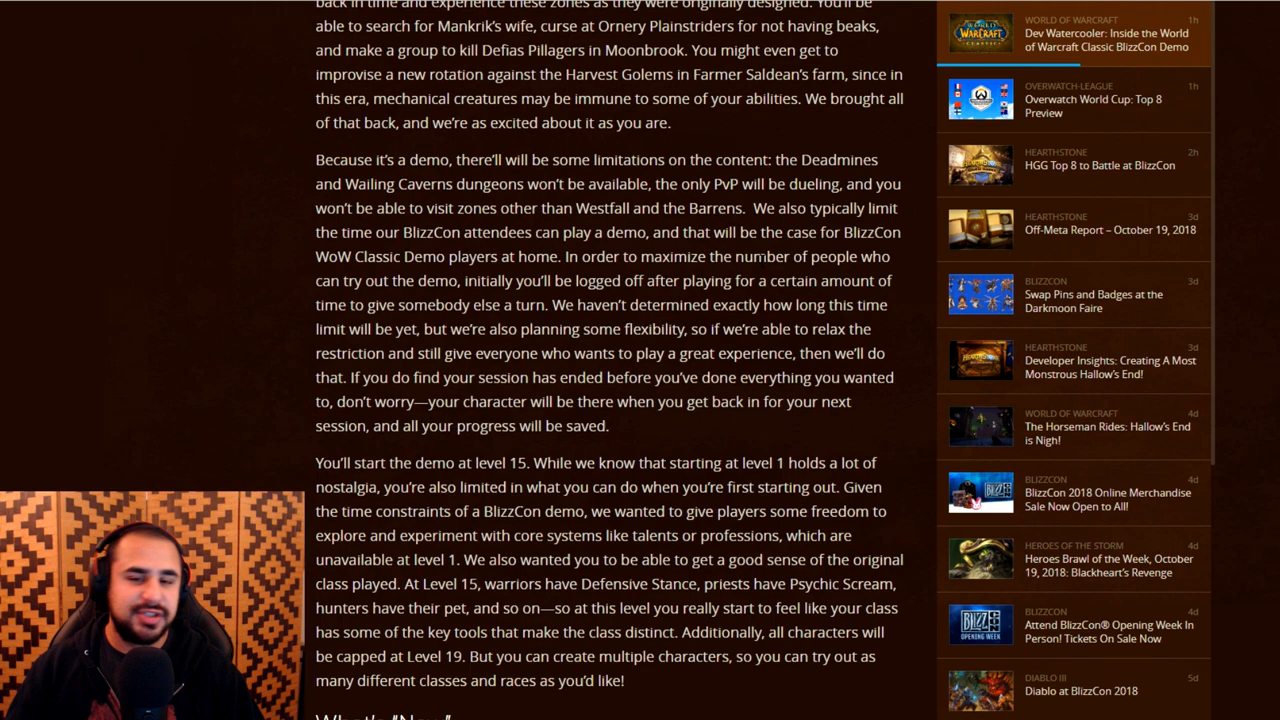 back in time and experience these zones as they were originally designed. You'll be
able to search for Mankrik's wife, curse at Ornery Plainstriders for not having beaks,
and make a group to kill Defias Pillagers in Moonbrook. You might even get to
improvise a new rotation against the Harvest Golems in Farmer Saldean's farm, since in
this era, mechanical creatures may be immune to some of your abilities. We brought all
of that back, and we're as excited about it as you are.
Because it's a demo, there'll will be some limitations on the content: the Deadmines
and Wailing Caverns dungeons won't be available, the only PvP will be dueling, and you
won't be able to visit zones other than Westfall and the Barrens. We also typically limit
the time our BlizzCon attendees can play a demo, and that will be the case for BlizzCon
WoW Classic Demo players at home. In order to maximize the number of people who
can try out the demo, initially you'll be logged off after playing for a certain amount of
time to give somebody else a turn. We haven't determined exactly how long this time
limit will be yet, but we're also planning some flexibility, so if we're able to relax the
restriction and still give everyone who wants to play a great experience, then we'll do
that. If you do find your session has ended before you've done everything you wanted
to, don't worry—your character will be there when you get back in for your next
session, and all your progress will be saved.
You'll start the demo at level 15. While we know that starting at level 1 holds a lot of
nostalgia, you're also limited in what you can do when you're first starting out. Given
the time constraints of a BlizzCon demo, we wanted to give players some freedom to
explore and experiment with core systems like talents or professions, which are
unavailable at level 1. We also wanted you to be able to get a good sense of the original
class played. At Level 15, warriors have Defensive Stance, priests have Psychic Scream,
hunters have their pet, and so on—so at this level you really start to feel like your class
has some of the key tools that make the class distinct. Additionally, all characters will
be capped at Level 19. But you can create multiple characters, so you can try out as
many different classes and races as you'd like!
What's "New"
WORLD OF WARCRAFT 1h
Dev Watercooler: Inside the World
of Warcraft Classic BlizzCon Demo
OVERWATCH-LEAGUE 1h
Overwatch World Cup: Top 8
Preview
HEARTHSTONE 2h
HGG Top 8 to Battle at BlizzCon
HEARTHSTONE 3d
Off-Meta Report – October 19, 2018
BLIZZCON 3d
Swap Pins and Badges at the
Darkmoon Faire
HEARTHSTONE 3d
Developer Insights: Creating A Most
Monstrous Hallow's End!
WORLD OF WARCRAFT 4d
The Horseman Rides: Hallow's End
is Nigh!
BLIZZCON 4d
BlizzCon 2018 Online Merchandise
Sale Now Open to All!
HEROES OF THE STORM 4d
Heroes Brawl of the Week, October
19, 2018: Blackheart's Revenge
BLIZZCON 4d
Attend BlizzCon® Opening Week In
Person! Tickets On Sale Now
DIABLO III 5d
Diablo at BlizzCon 2018